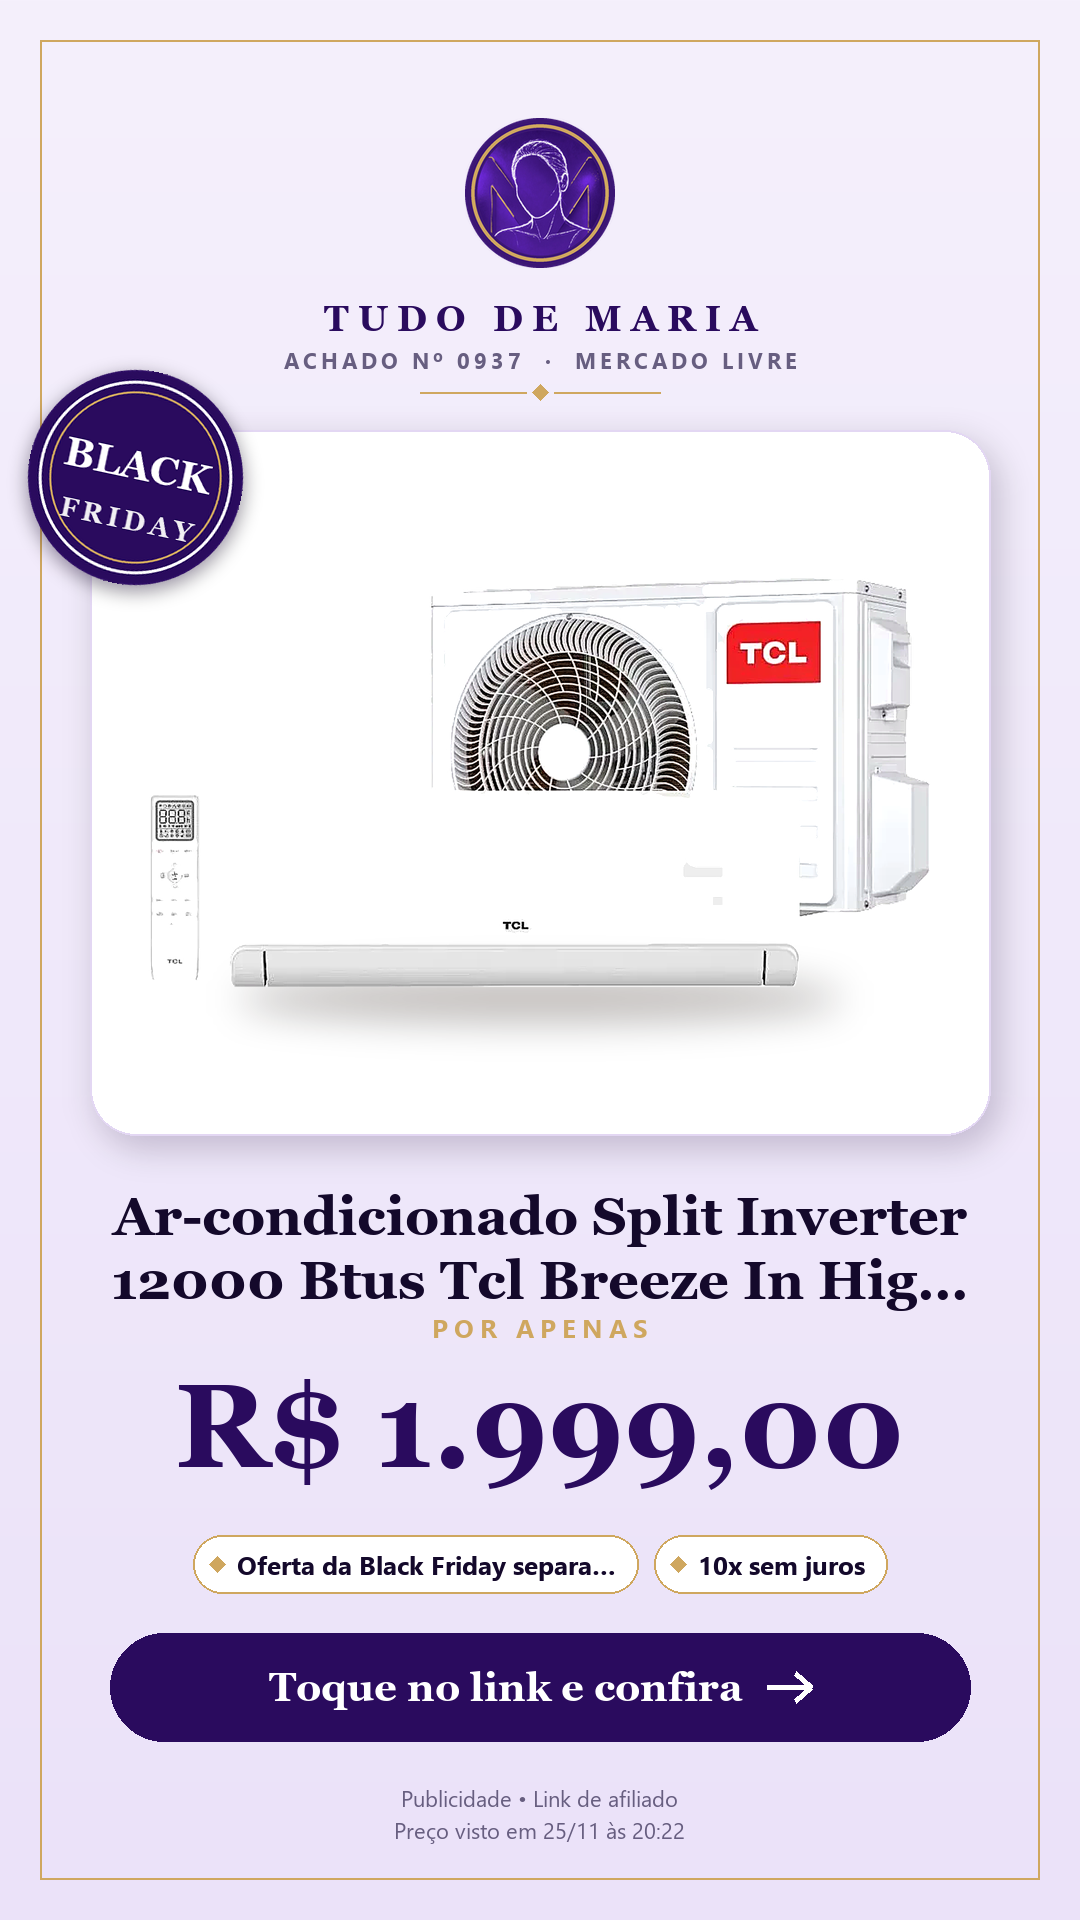 TUDO DE MARIA
ACHADO Nº 0937 · MERCADO LIVRE
BLACK
FRIDAY
TCL
888
TCL
TCL
Ar-condicionado Split Inverter
12000 Btus Tcl Breeze In Hig...
POR APENAS
R$ 1.999,00
Oferta da Black Friday separa...
10x sem juros
Toque no link e confira →
Publicidade • Link de afiliado
Preço visto em 25/11 às 20:22